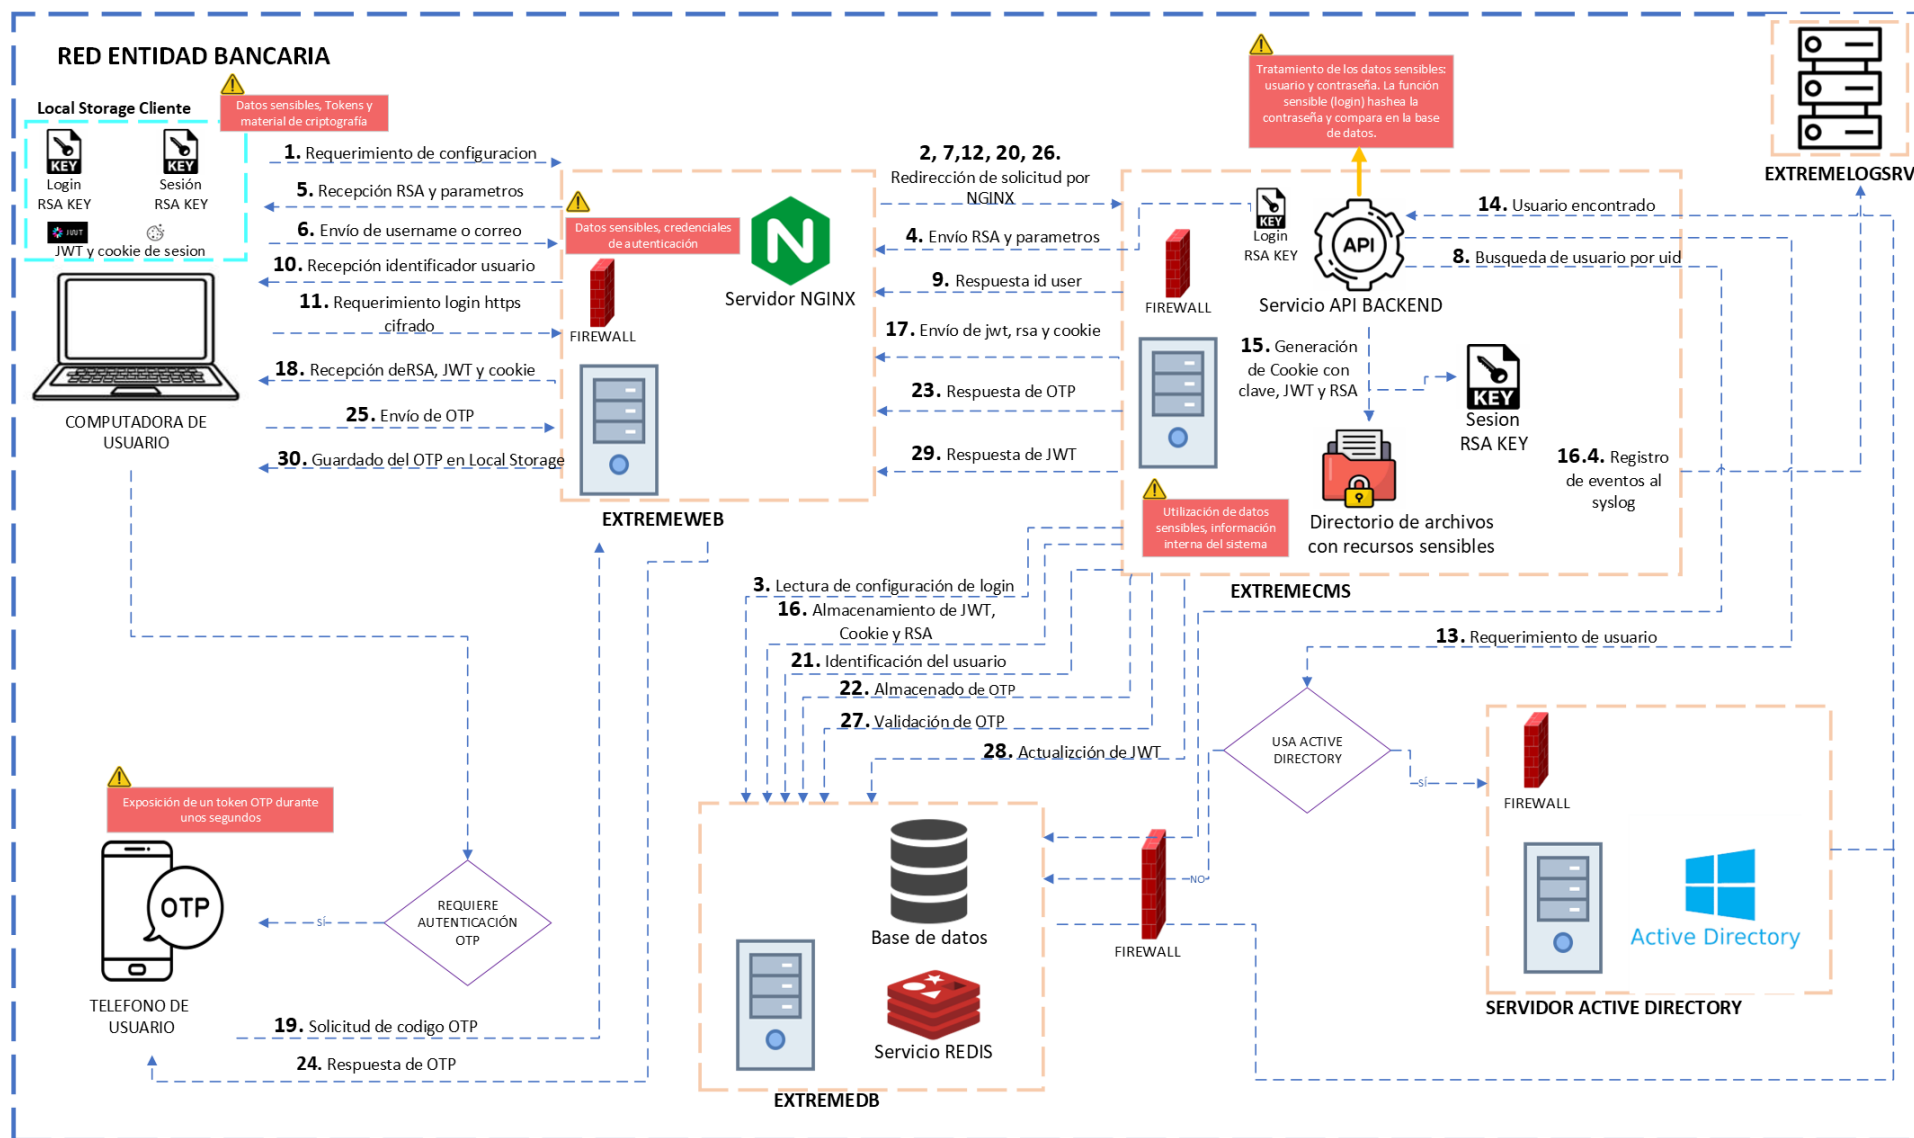 RED ENTIDAD BANCARIA
Local Storage Cliente
Datos sensibles, Tokens y
material de criptografía
KEY
Login
RSA KEY
KEY
Sesión
RSA KEY
JWT
JWT y cookie de sesion
COMPUTADORA DE
USUARIO
1. Requerimiento de configuracion
5. Recepción RSA y parametros
6. Envío de username o correo
10. Recepción identificador usuario
11. Requerimiento login https
cifrado
18. Recepción deRSA, JWT y cookie
25. Envío de OTP
30. Guardado del OTP en Local Storage
Datos sensibles, credenciales
de autenticación
N
Servidor NGINX
FIREWALL
EXTREMEWEB
2, 7,12, 20, 26.
Redirección de solicitud por
NGINX
4. Envío RSA y parametros
9. Respuesta id user
17. Envío de jwt, rsa y cookie
23. Respuesta de OTP
29. Respuesta de JWT
Tratamiento de los datos sensibles:
usuario y contraseña. La función
sensible (login) hashea la
contraseña y compara en la base
de datos.
FIREWALL
KEY
Login
RSA KEY
API
Servicio API BACKEND
15. Generación
de Cookie con
clave, JWT y RSA
KEY
Sesion
RSA KEY
Directorio de archivos
con recursos sensibles
Utilización de datos
sensibles, información
interna del sistema
EXTREMECMS
EXTREMELOGSRV
14. Usuario encontrado
8. Busqueda de usuario por uid
16.4. Registro
de eventos al
syslog
3. Lectura de configuración de login
16. Almacenamiento de JWT,
Cookie y RSA
21. Identificación del usuario
22. Almacenado de OTP
27. Validación de OTP
28. Actualizción de JWT
13. Requerimiento de usuario
USA ACTIVE
DIRECTORY
SÍ
NO
FIREWALL
Active Directory
SERVIDOR ACTIVE DIRECTORY
Exposición de un token OTP durante
unos segundos
OTP
TELEFONO DE
USUARIO
REQUIERE
AUTENTICACIÓN
OTP
SÍ
19. Solicitud de codigo OTP
24. Respuesta de OTP
Base de datos
Servicio REDIS
EXTREMEDB
FIREWALL